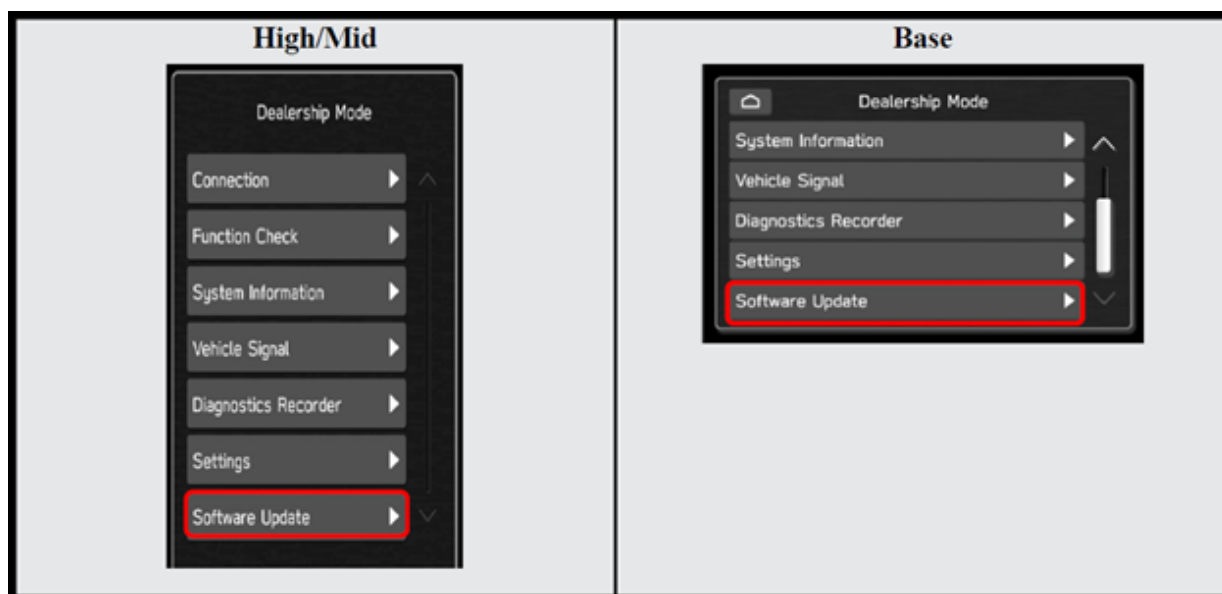 High/Mid
Dealership Mode
Connection
Function Check
System Information
Vehicle Signal
Diagnostics Recorder
Settings
Software Update
Base
Dealership Mode
System Information
Vehicle Signal
Diagnostics Recorder
Settings
Software Update